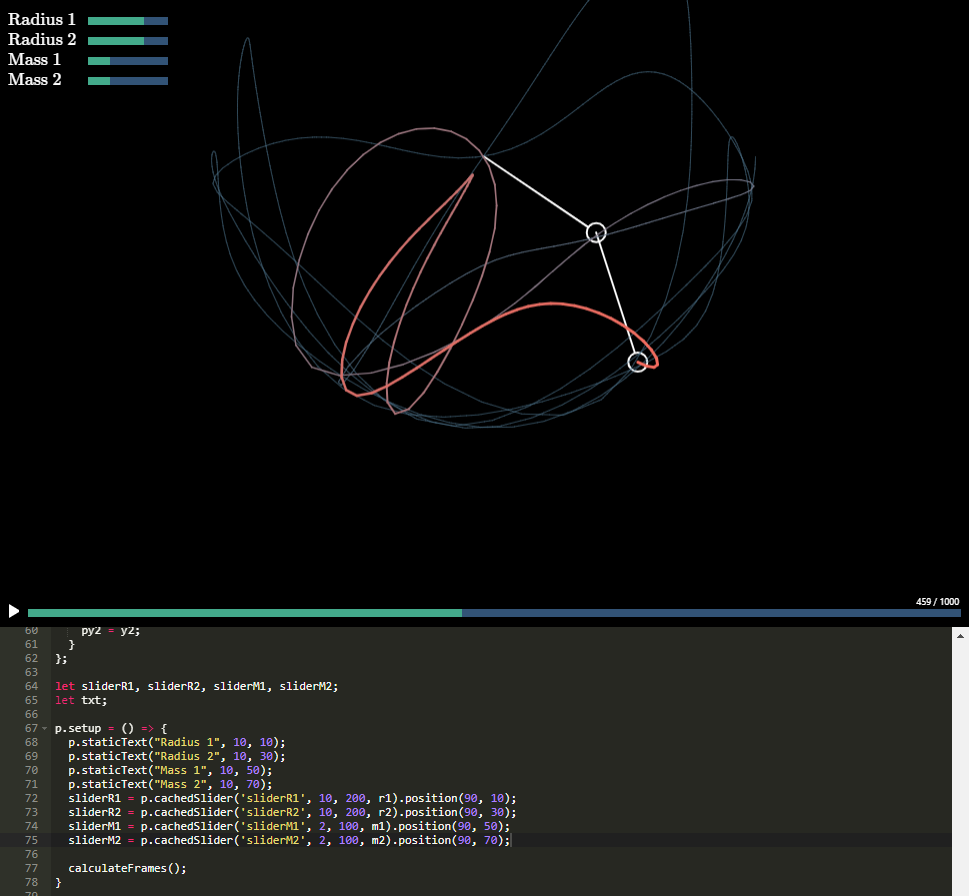 Radius 1
Radius 2
Mass 1
Mass 2
459 / 1000
60 py2 = y2;
61 }
62 };
63
64 let sliderR1, sliderR2, sliderM1, sliderM2;
65 let txt;
66
67 p.setup = () => {
68 p.staticText("Radius 1", 10, 10);
69 p.staticText("Radius 2", 10, 30);
70 p.staticText("Mass 1", 10, 50);
71 p.staticText("Mass 2", 10, 70);
72 sliderR1 = p.cachedSlider('sliderR1', 10, 200, r1).position(90, 10);
73 sliderR2 = p.cachedSlider('sliderR2', 10, 200, r2).position(90, 30);
74 sliderM1 = p.cachedSlider('sliderM1', 2, 100, m1).position(90, 50);
75 sliderM2 = p.cachedSlider('sliderM2', 2, 100, m2).position(90, 70);
76
77 calculateFrames();
78 }
79